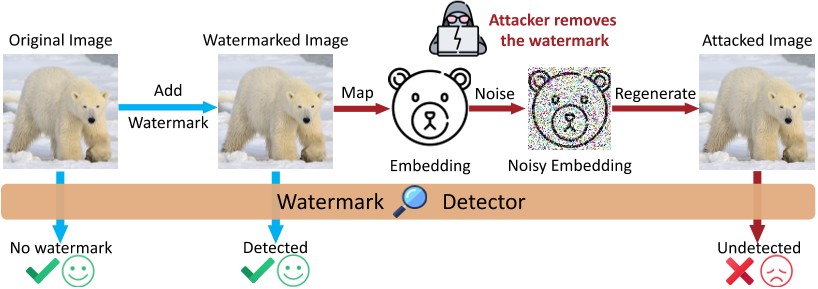 Attacker removes
the watermark
Original Image
Watermarked Image
Attacked Image
Add
Watermark
Map
Noise
Regenerate
Embedding
Noisy Embedding
Watermark Detector
No watermark
Detected
Undetected